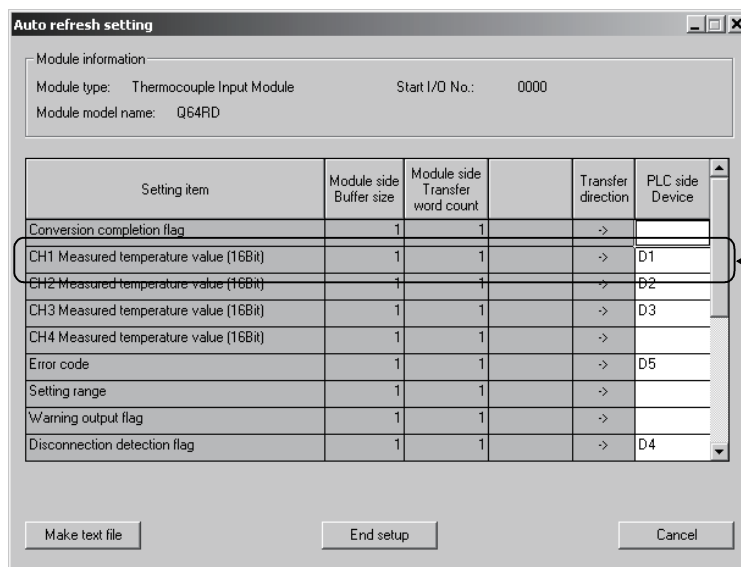 Auto refresh setting
Module information
Module type: Thermocouple Input Module Start I/O No.: 0000
Module model name: Q64RD
Setting item Module side Buffer size Module side Transfer word count Transfer direction PLC side Device
Conversion completion flag 1 1 ->
CH1 Measured temperature value (16Bit) 1 1 -> D1
CH2 Measured temperature value (16Bit) 1 1 -> D2
CH3 Measured temperature value (16Bit) 1 1 -> D3
CH4 Measured temperature value (16Bit) 1 1 ->
Error code 1 1 -> D5
Setting range 1 1 ->
Warning output flag 1 1 ->
Disconnection detection flag 1 1 -> D4
Make text file End setup Cancel